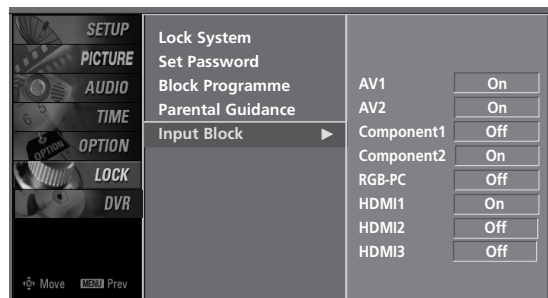 SETUP
PICTURE
AUDIO
TIME
OPTION
LOCK
DVR
Move MENU Prev
Lock System
Set Password
Block Programme
Parental Guidance
Input Block
AV1 On
AV2 On
Component1 Off
Component2 On
RGB-PC Off
HDMI1 On
HDMI2 Off
HDMI3 Off